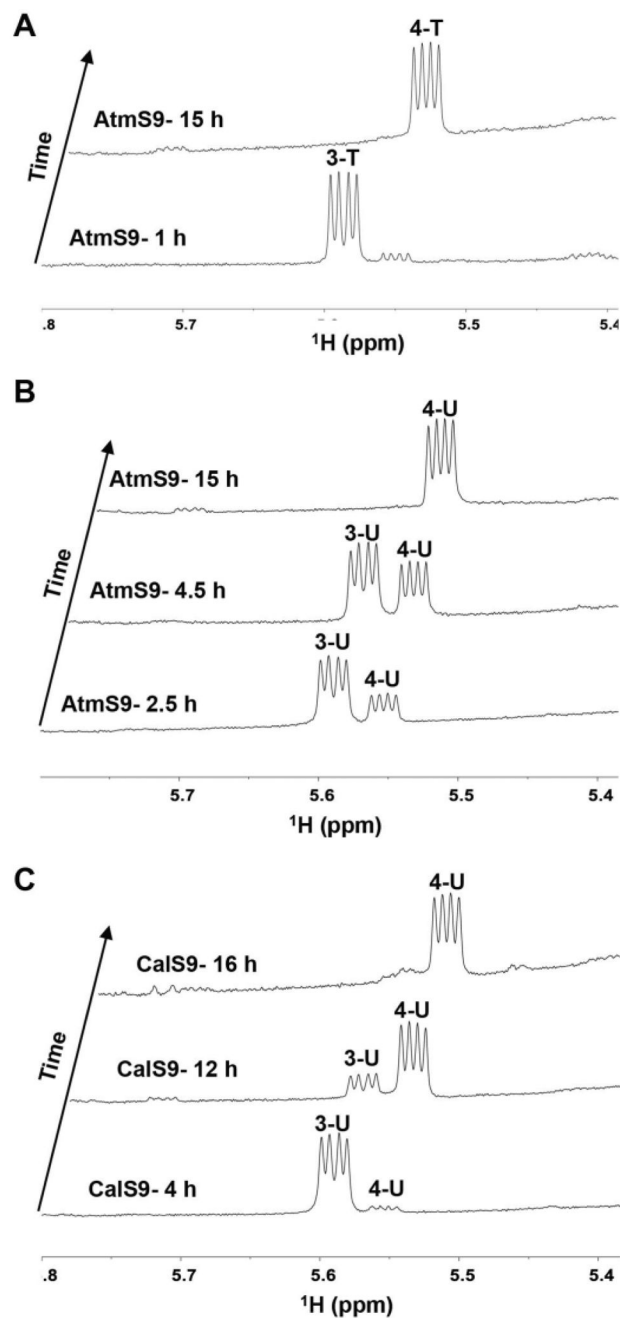 A
4-T
AtmS9- 15 h
Time
3-T
AtmS9- 1 h
.8 5.7 5.5 5.4
¹H (ppm)
B
4-U
AtmS9- 15 h
Time
3-U 4-U
AtmS9- 4.5 h
3-U
4-U
AtmS9- 2.5 h
5.7 5.6 5.5 5.4
¹H (ppm)
C
4-U
CalS9- 16 h
Time
4-U
3-U
CalS9- 12 h
3-U
4-U
CalS9- 4 h
.8 5.7 5.6 5.5 5.4
¹H (ppm)